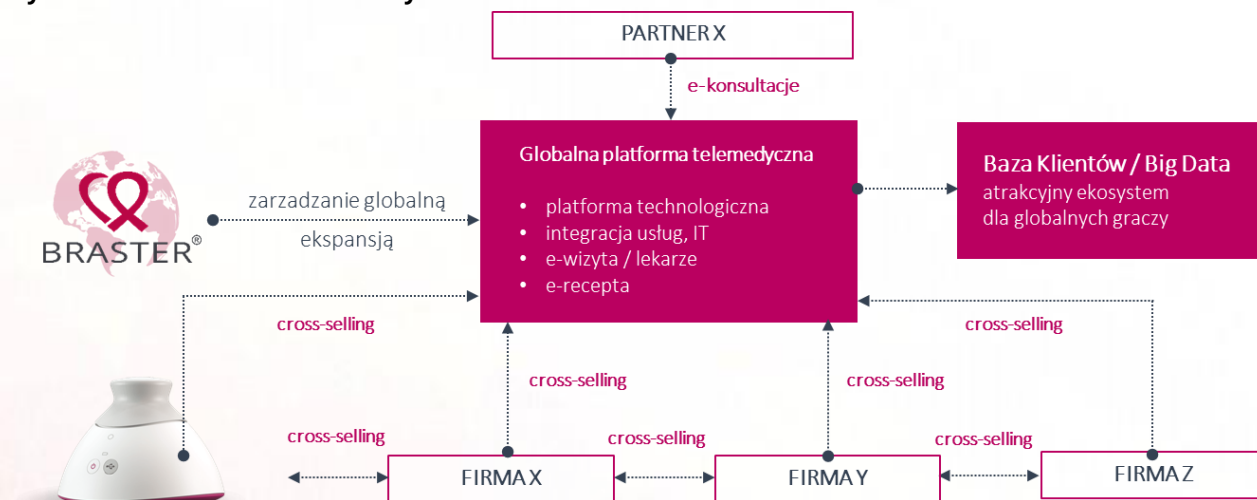 PARTNER X
e-konsultacje
Globalna platforma telemedyczna
• platforma technologiczna
• integracja usług, IT
• e-wizyta / lekarze
• e-recepta
Baza Klientów / Big Data
atrakcyjny ekosystem
dla globalnych graczy
zarzadzanie globalną
ekspansją
BRASTER®
cross-selling
cross-selling
cross-selling
cross-selling
cross-selling
cross-selling
cross-selling
FIRMA X
FIRMA Y
FIRMA Z